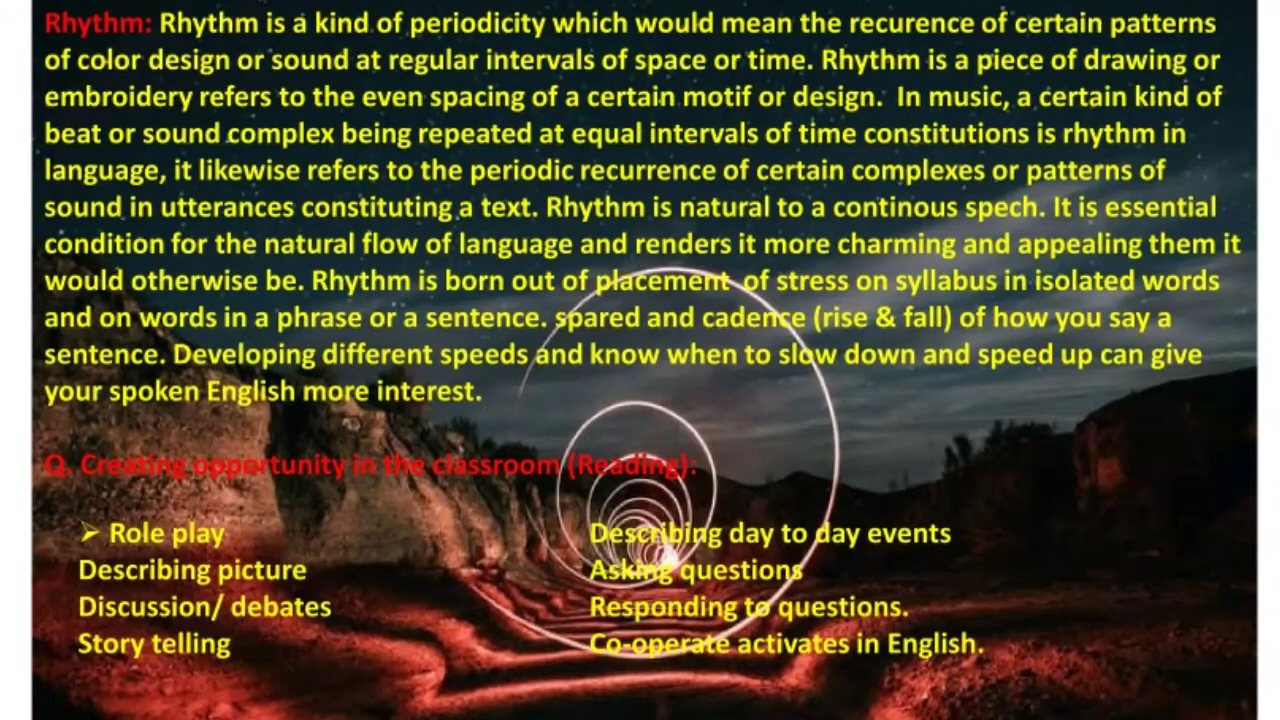 Rhythm: Rhythm is a kind of periodicity which would mean the recurence of certain patterns
of color design or sound at regular intervals of space or time. Rhythm is a piece of drawing or
embroidery refers to the even spacing of a certain motif or design. In music, a certain kind of
beat or sound complex being repeated at equal intervals of time constitutions is rhythm in
language, it likewise refers to the periodic recurrence of certain complexes or patterns of
sound in utterances constituting a text. Rhythm is natural to a continous spech. It is essential
condition for the natural flow of language and renders it more charming and appealing them it
would otherwise be. Rhythm is born out of placement of stress on syllabus in isolated words
and on words in a phrase or a sentence. spared and cadence (rise & fall) of how you say a
sentence. Developing different speeds and know when to slow down and speed up can give
your spoken English more interest.
Q. Creating opportunity in the classroom (Reading):
➢ Role play
Describing picture
Discussion/ debates
Story telling
Describing day to day events
Asking questions
Responding to questions.
Co-operate activates in English.